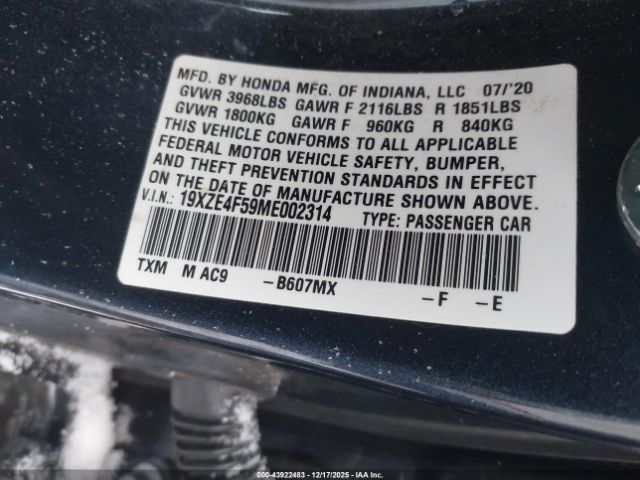 MFD. BY HONDA MFG. OF INDIANA, LLC 07/'20
GVWR 3968LBS GAWR F 2116LBS R 1851LBS
GVWR 1800KG GAWR F 960KG R 840KG
THIS VEHICLE CONFORMS TO ALL APPLICABLE
FEDERAL MOTOR VEHICLE SAFETY, BUMPER,
AND THEFT PREVENTION STANDARDS IN EFFECT
ON THE DATE OF MANUFACTURE SHOWN ABOVE.
V.I.N.: 19XZE4F59ME002314 TYPE: PASSENGER CAR
TXM M AC9 -B607MX -F -E
000-43922483 - 12/17/2025 - IAA, Inc.